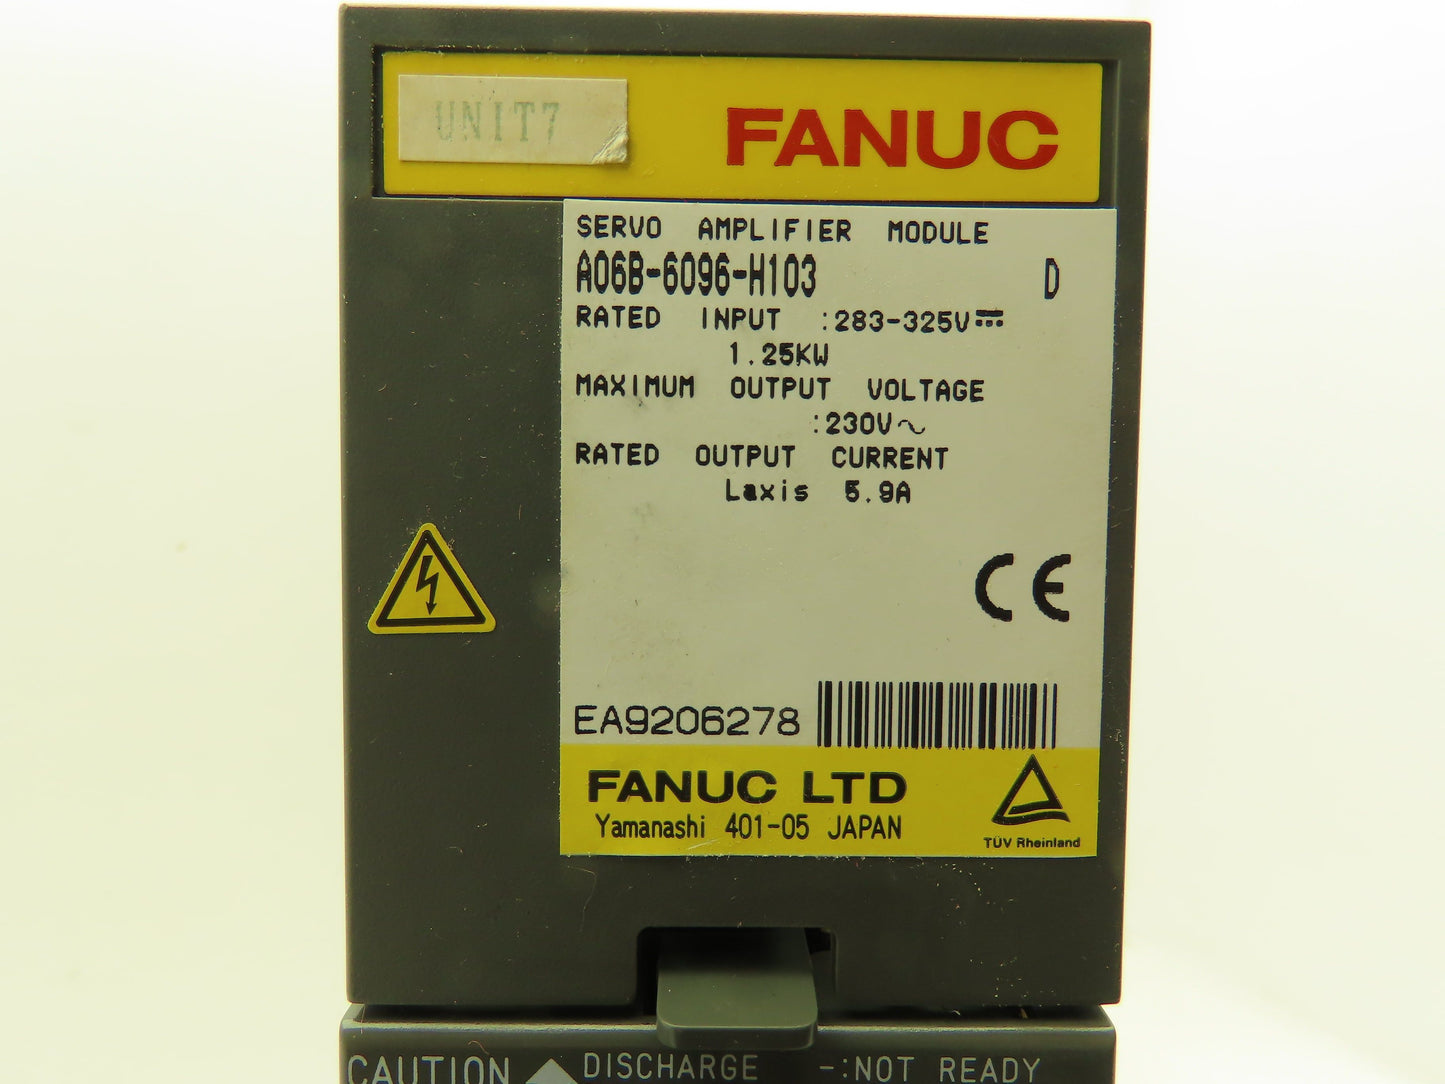 UNIT7
FANUC
SERVO AMPLIFIER MODULE
A06B-6096-H103 D
RATED INPUT :283-325V⎓
1.25KW
MAXIMUM OUTPUT VOLTAGE
:230V～
RATED OUTPUT CURRENT
Laxis 5.9A
CE
EA9206278
FANUC LTD
Yamanashi 401-05 JAPAN
TÜV Rheinland
CAUTION DISCHARGE -:NOT READY